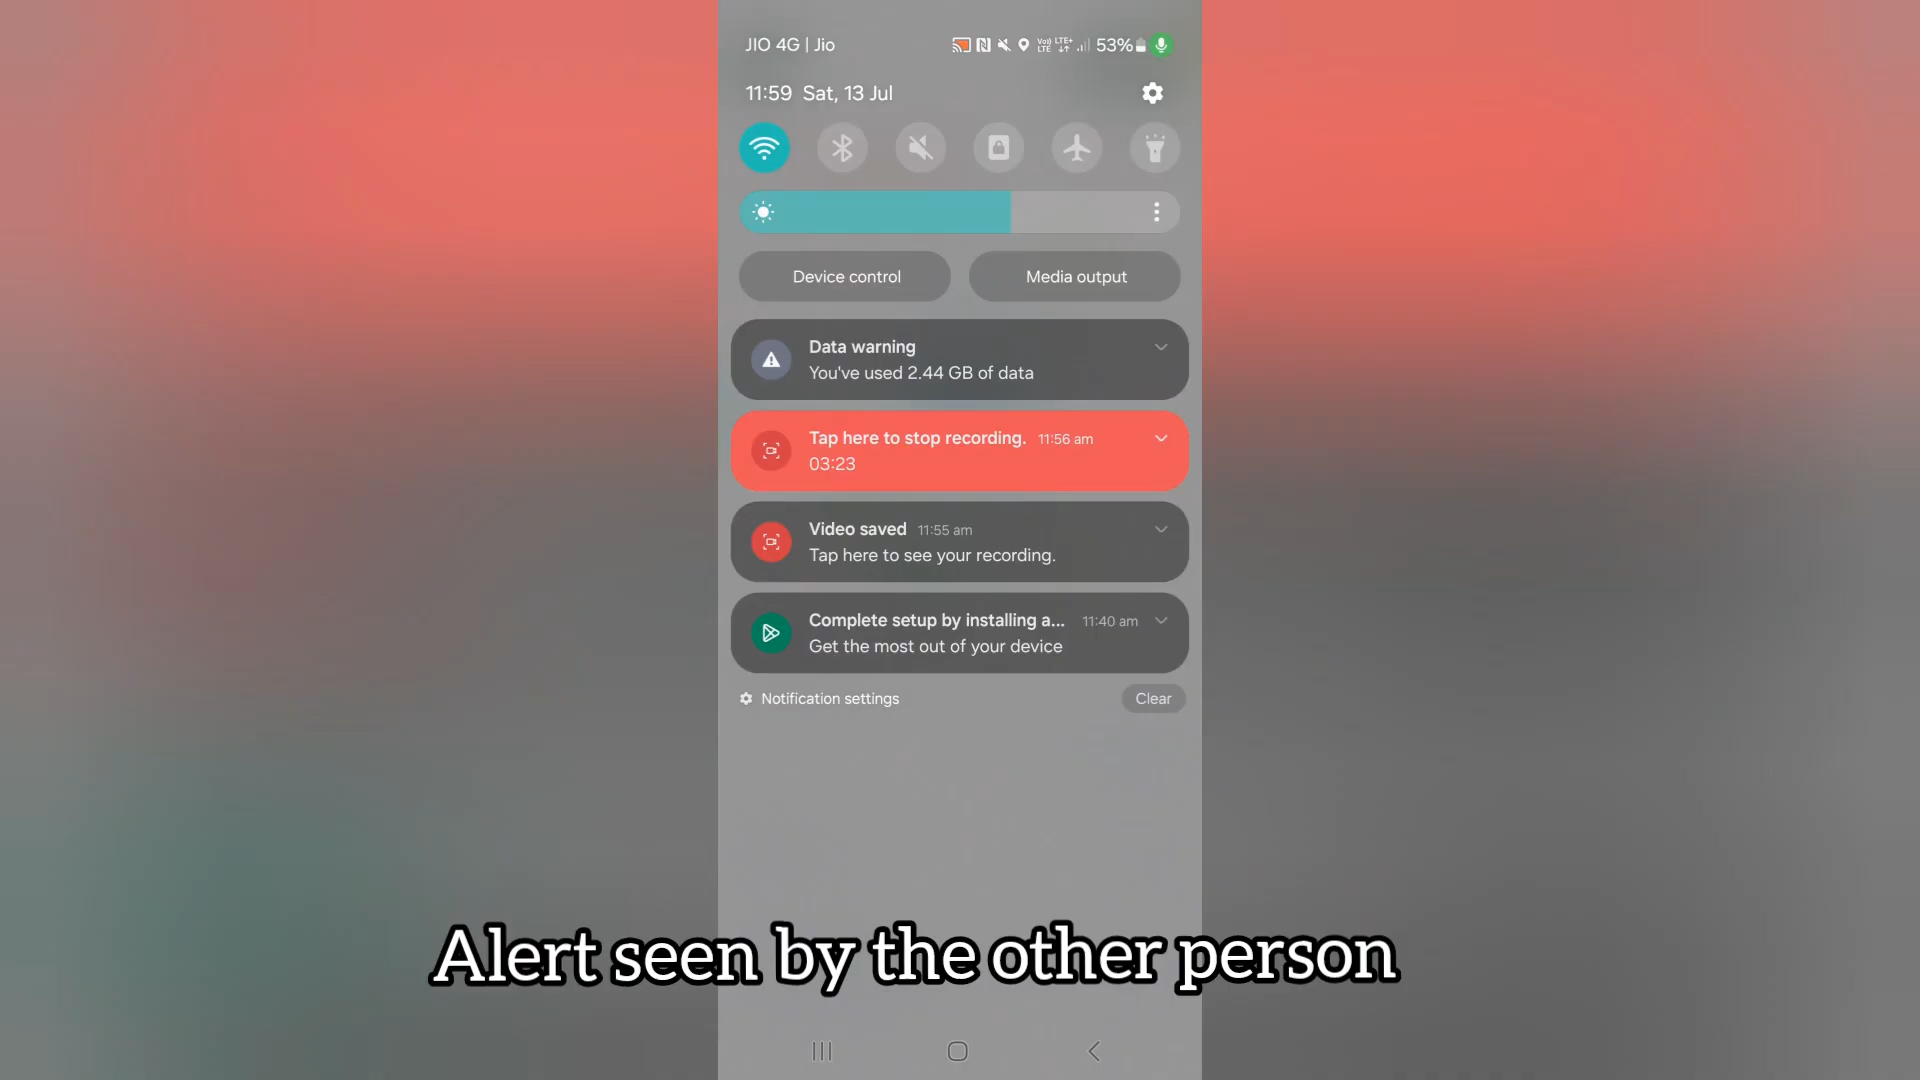 JIO 4G | Jio
Vo)) LTE LTE+ 53%
11:59 Sat, 13 Jul
Device control
Media output
Data warning
You've used 2.44 GB of data
Tap here to stop recording. 11:56 am
03:23
Video saved 11:55 am
Tap here to see your recording.
Complete setup by installing a... 11:40 am
Get the most out of your device
Notification settings
Clear
Alert seen by the other person